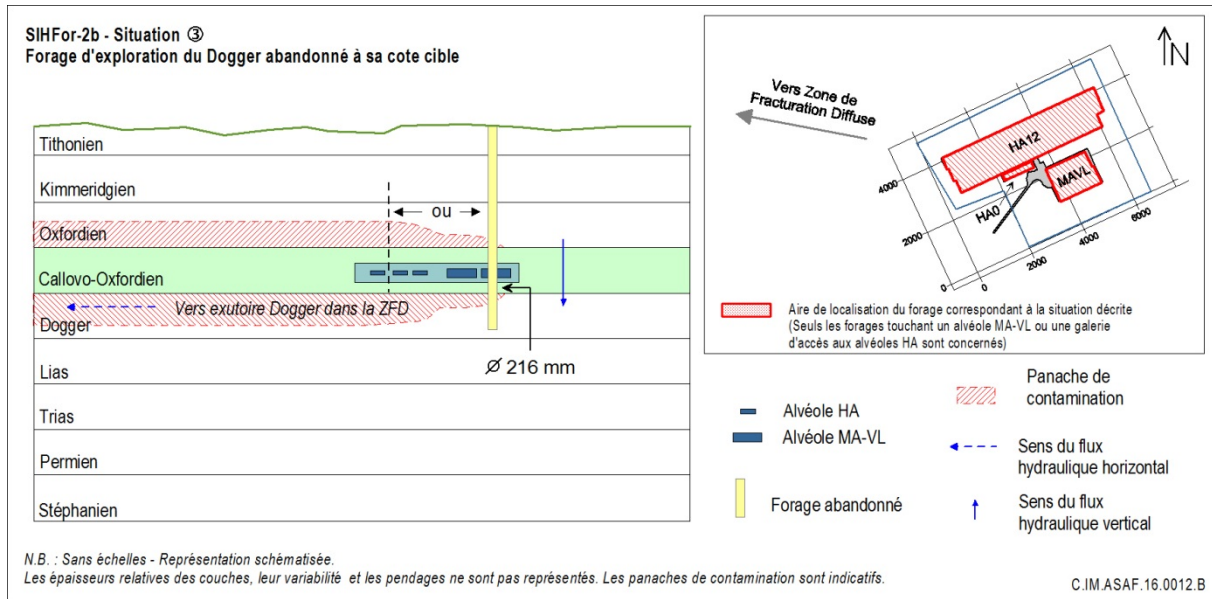 SIHFor-2b - Situation ③
Forage d'exploration du Dogger abandonné à sa cote cible
Tithonien
Kimmeridgien
ou
Oxfordien
Callovo-Oxfordien
Vers exutoire Dogger dans la ZFD
Dogger
Ø 216 mm
Lias
Trias
Permien
Stéphanien
N
Vers Zone de
Fracturation Diffuse
HA12
MAVL
HA0
4000
2000
0
0
2000
4000
6000
Aire de localisation du forage correspondant à la situation décrite
(Seuls les forages touchant un alvéole MA-VL ou une galerie
d'accès aux alvéoles HA sont concernés)
Alvéole HA
Alvéole MA-VL
Forage abandonné
Panache de
contamination
Sens du flux
hydraulique horizontal
Sens du flux
hydraulique vertical
N.B. : Sans échelles - Représentation schématisée.
Les épaisseurs relatives des couches, leur variabilité et les pendages ne sont pas représentés. Les panaches de contamination sont indicatifs.
C.IM.ASAF.16.0012.B